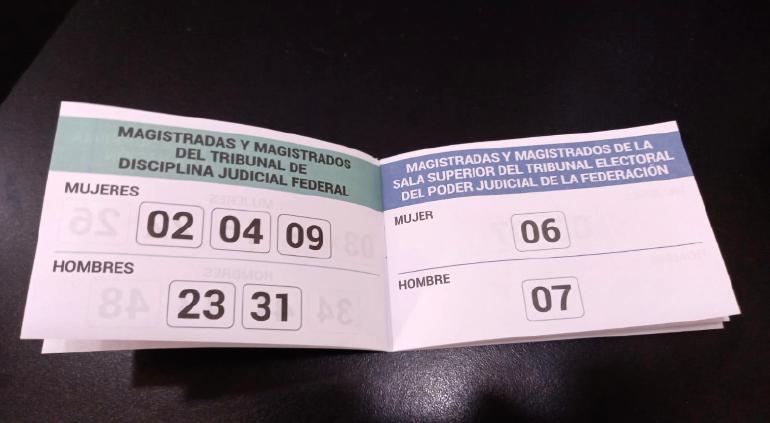 MAGISTRADAS Y MAGISTRADOS
DEL TRIBUNAL DE
DISCIPLINA JUDICIAL FEDERAL
MUJERES
02 04 09
HOMBRES
23 31
MAGISTRADAS Y MAGISTRADOS DE LA
SALA SUPERIOR DEL TRIBUNAL ELECTORAL
DEL PODER JUDICIAL DE LA FEDERACIÓN
MUJER
06
HOMBRE
07